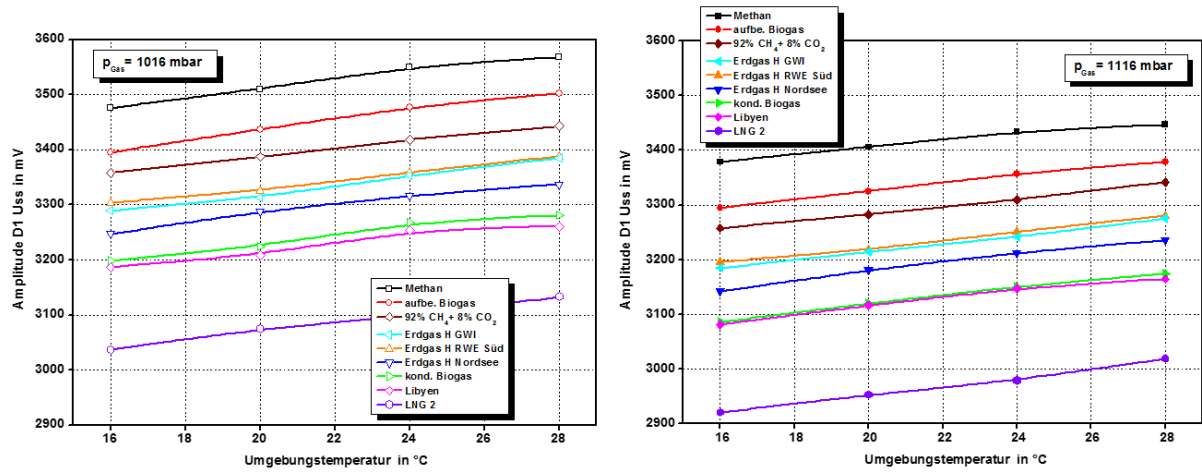 3600
3500
3400
3300
3200
3100
3000
2900
Amplitude D1 Uss in mV
p Gas = 1016 mbar
Methan
aufbe. Biogas
92% CH4+ 8% CO2
Erdgas H GWI
Erdgas H RWE Süd
Erdgas H Nordsee
kond. Biogas
Libyen
LNG 2
16 18 20 22 24 26 28
Umgebungstemperatur in °C
3600
3500
3400
3300
3200
3100
3000
2900
Amplitude D1 Uss in mV
Methan
aufbe. Biogas
92% CH4+ 8% CO2
Erdgas H GWI
Erdgas H RWE Süd
Erdgas H Nordsee
kond. Biogas
Libyen
LNG 2
p Gas = 1116 mbar
16 18 20 22 24 26 28
Umgebungstemperatur in °C